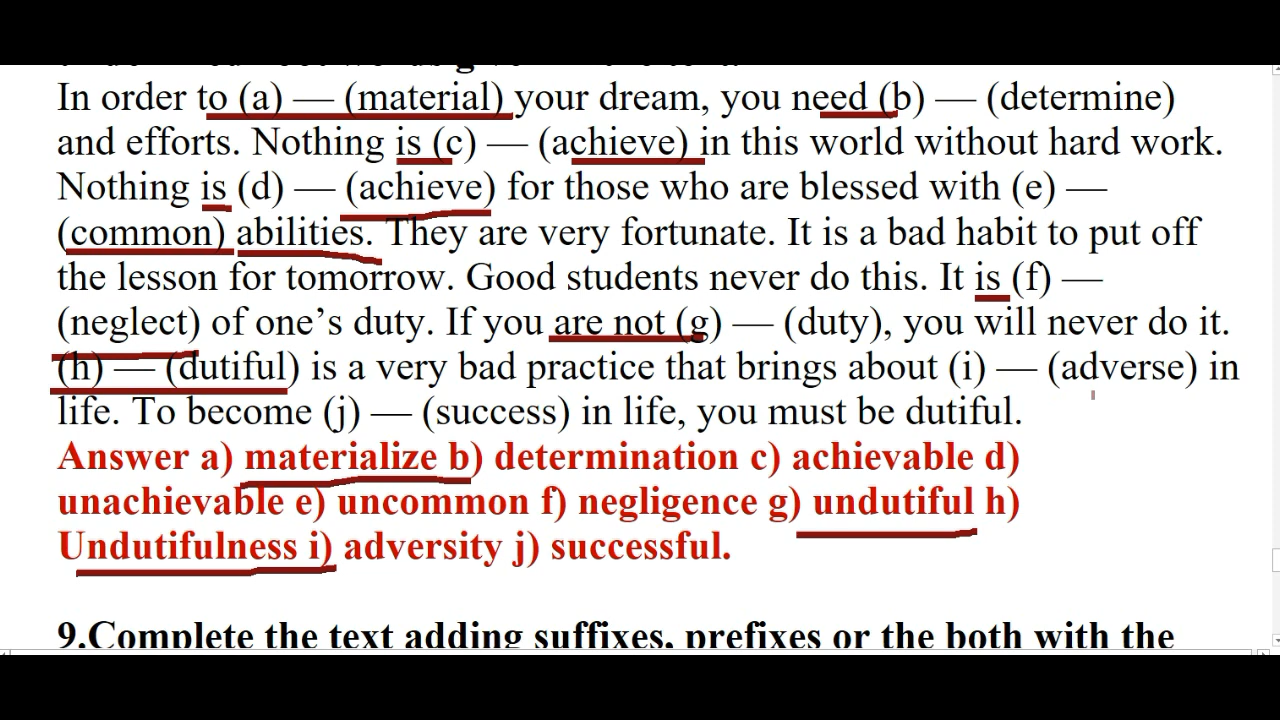 In order to (a) — (material) your dream, you need (b) — (determine)
and efforts. Nothing is (c) — (achieve) in this world without hard work.
Nothing is (d) — (achieve) for those who are blessed with (e) —
(common) abilities. They are very fortunate. It is a bad habit to put off
the lesson for tomorrow. Good students never do this. It is (f) —
(neglect) of one’s duty. If you are not (g) — (duty), you will never do it.
(h) — (dutiful) is a very bad practice that brings about (i) — (adverse) in
life. To become (j) — (success) in life, you must be dutiful.
Answer a) materialize b) determination c) achievable d)
unachievable e) uncommon f) negligence g) undutiful h)
Undutifulness i) adversity j) successful.
9.Complete the text adding suffixes, prefixes or the both with the